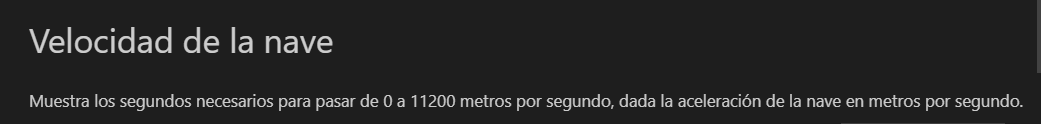 Velocidad de la nave
Muestra los segundos necesarios para pasar de 0 a 11200 metros por segundo, dada la aceleración de la nave en metros por segundo.